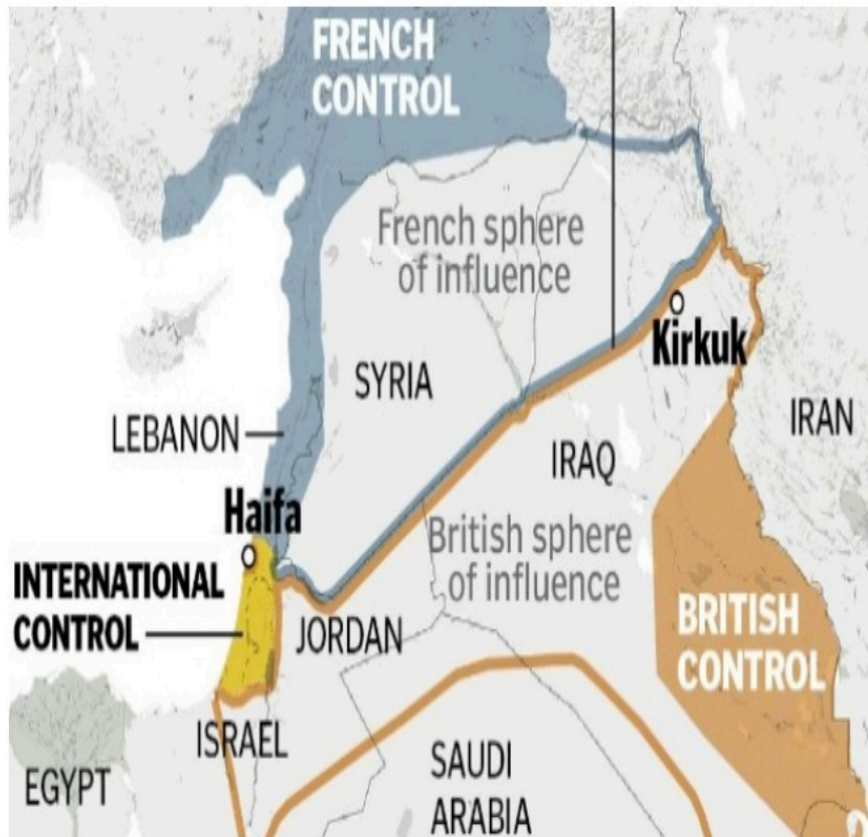 FRENCH
CONTROL
French sphere
of influence
Kirkuk
SYRIA
LEBANON
IRAN
IRAQ
Haifa
British sphere
of influence
INTERNATIONAL
CONTROL
JORDAN
BRITISH
CONTROL
ISRAEL
EGYPT
SAUDI
ARABIA